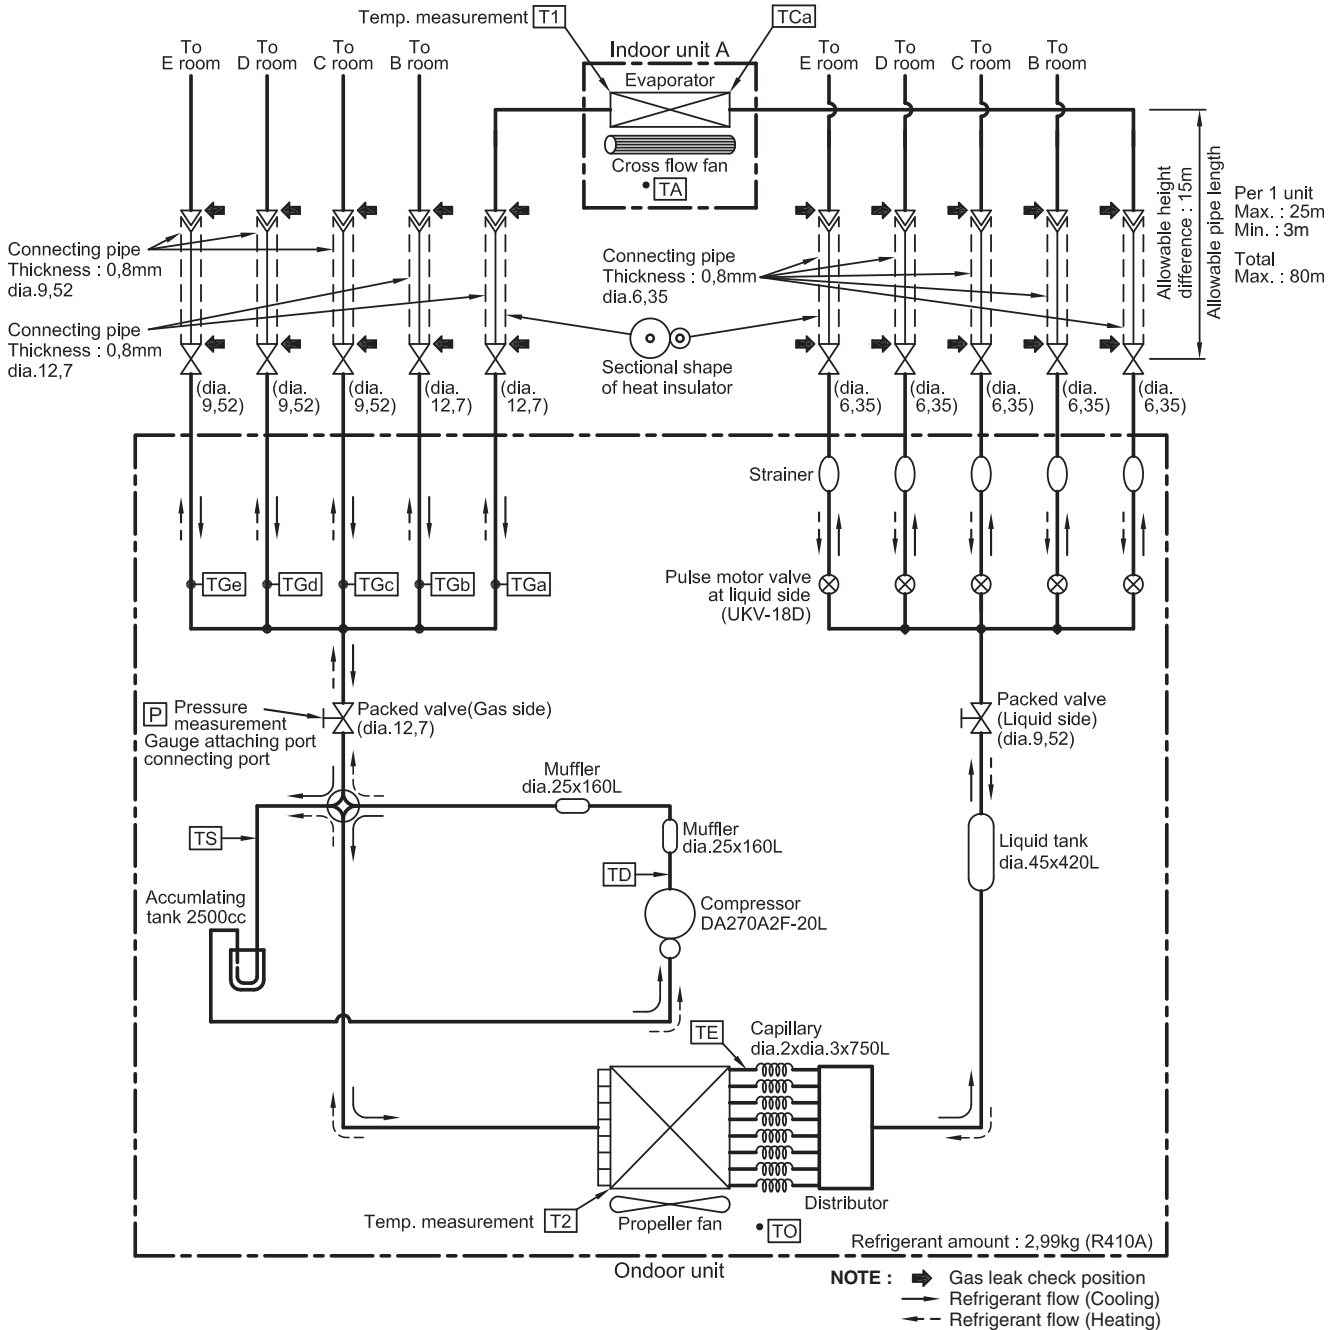 Temp. measurement T1
TCa
To E room
To D room
To C room
To B room
Indoor unit A
Evaporator
Cross flow fan
TA
To E room
To D room
To C room
To B room
Allowable height
difference : 15m
Allowable pipe length
Per 1 unit
Max. : 25m
Min. : 3m
Total
Max. : 80m
Connecting pipe
Thickness : 0,8mm
dia.9,52
Connecting pipe
Thickness : 0,8mm
dia.12,7
Connecting pipe
Thickness : 0,8mm
dia.6,35
Sectional shape
of heat insulator
(dia.
9,52)
(dia.
9,52)
(dia.
9,52)
(dia.
12,7)
(dia.
12,7)
(dia.
6,35)
(dia.
6,35)
(dia.
6,35)
(dia.
6,35)
(dia.
6,35)
Strainer
TGe
TGd
TGc
TGb
TGa
Pulse motor valve
at liquid side
(UKV-18D)
P Pressure
measurement
Gauge attaching port
connecting port
Packed valve(Gas side)
(dia.12,7)
Packed valve
(Liquid side)
(dia.9,52)
Muffler
dia.25x160L
Muffler
dia.25x160L
TS
TD
Liquid tank
dia.45x420L
Accumlating
tank 2500cc
Compressor
DA270A2F-20L
TE
Capillary
dia.2xdia.3x750L
Distributor
Temp. measurement T2
Propeller fan
TO
Refrigerant amount : 2,99kg (R410A)
Ondoor unit
NOTE : Gas leak check position
Refrigerant flow (Cooling)
Refrigerant flow (Heating)